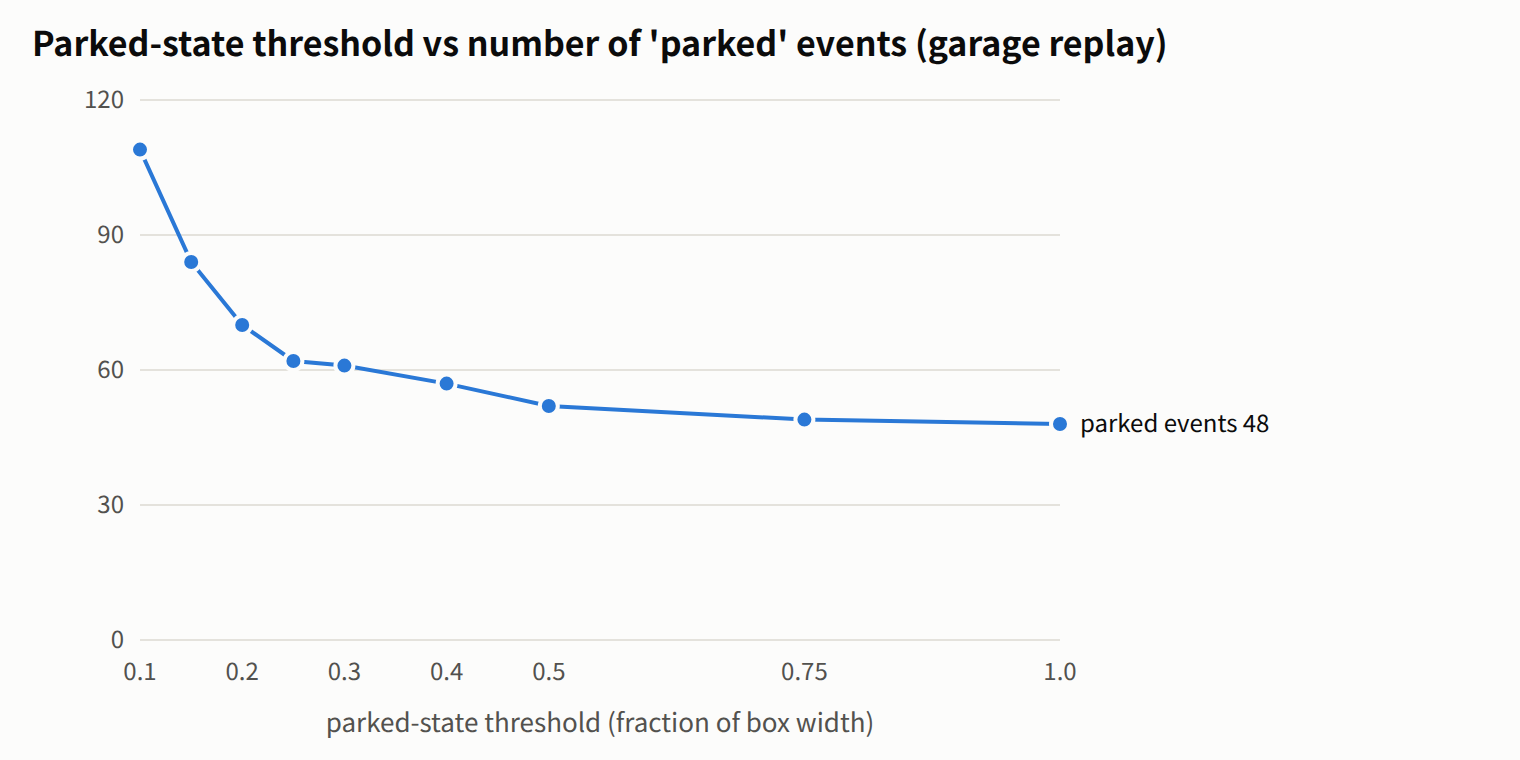 Parked-state threshold vs number of 'parked' events (garage replay)
120
90
60
30
0
parked events 48
0.1 0.2 0.3 0.4 0.5 0.75 1.0
parked-state threshold (fraction of box width)